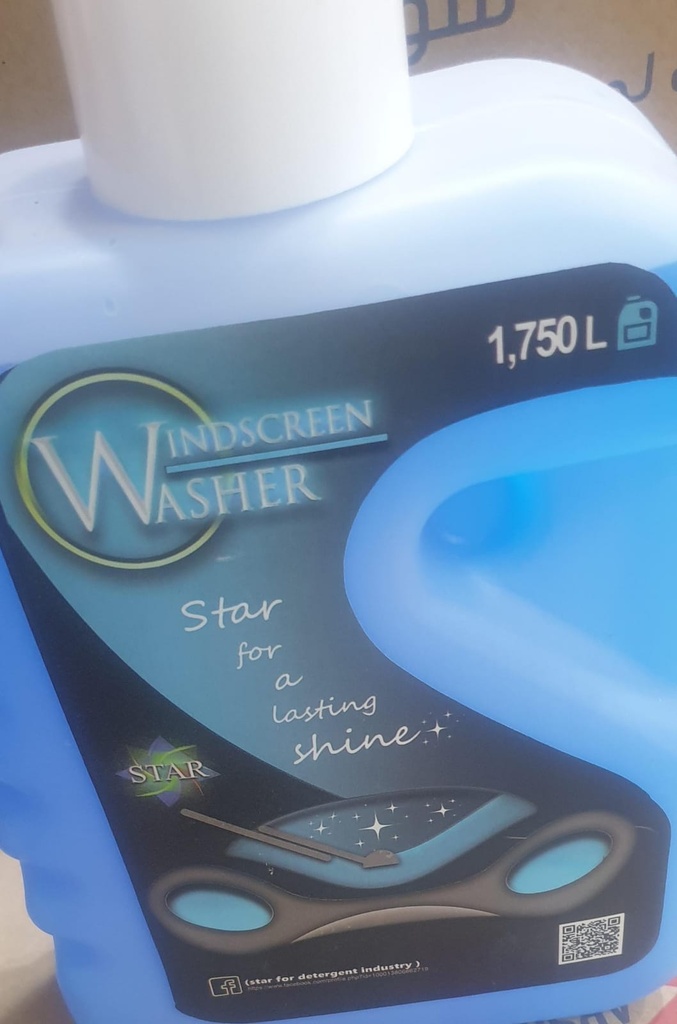 1,750 L
WINDSCREEN
WASHER
Star
for
a
lasting
shine
STAR
(star for detergent industry )